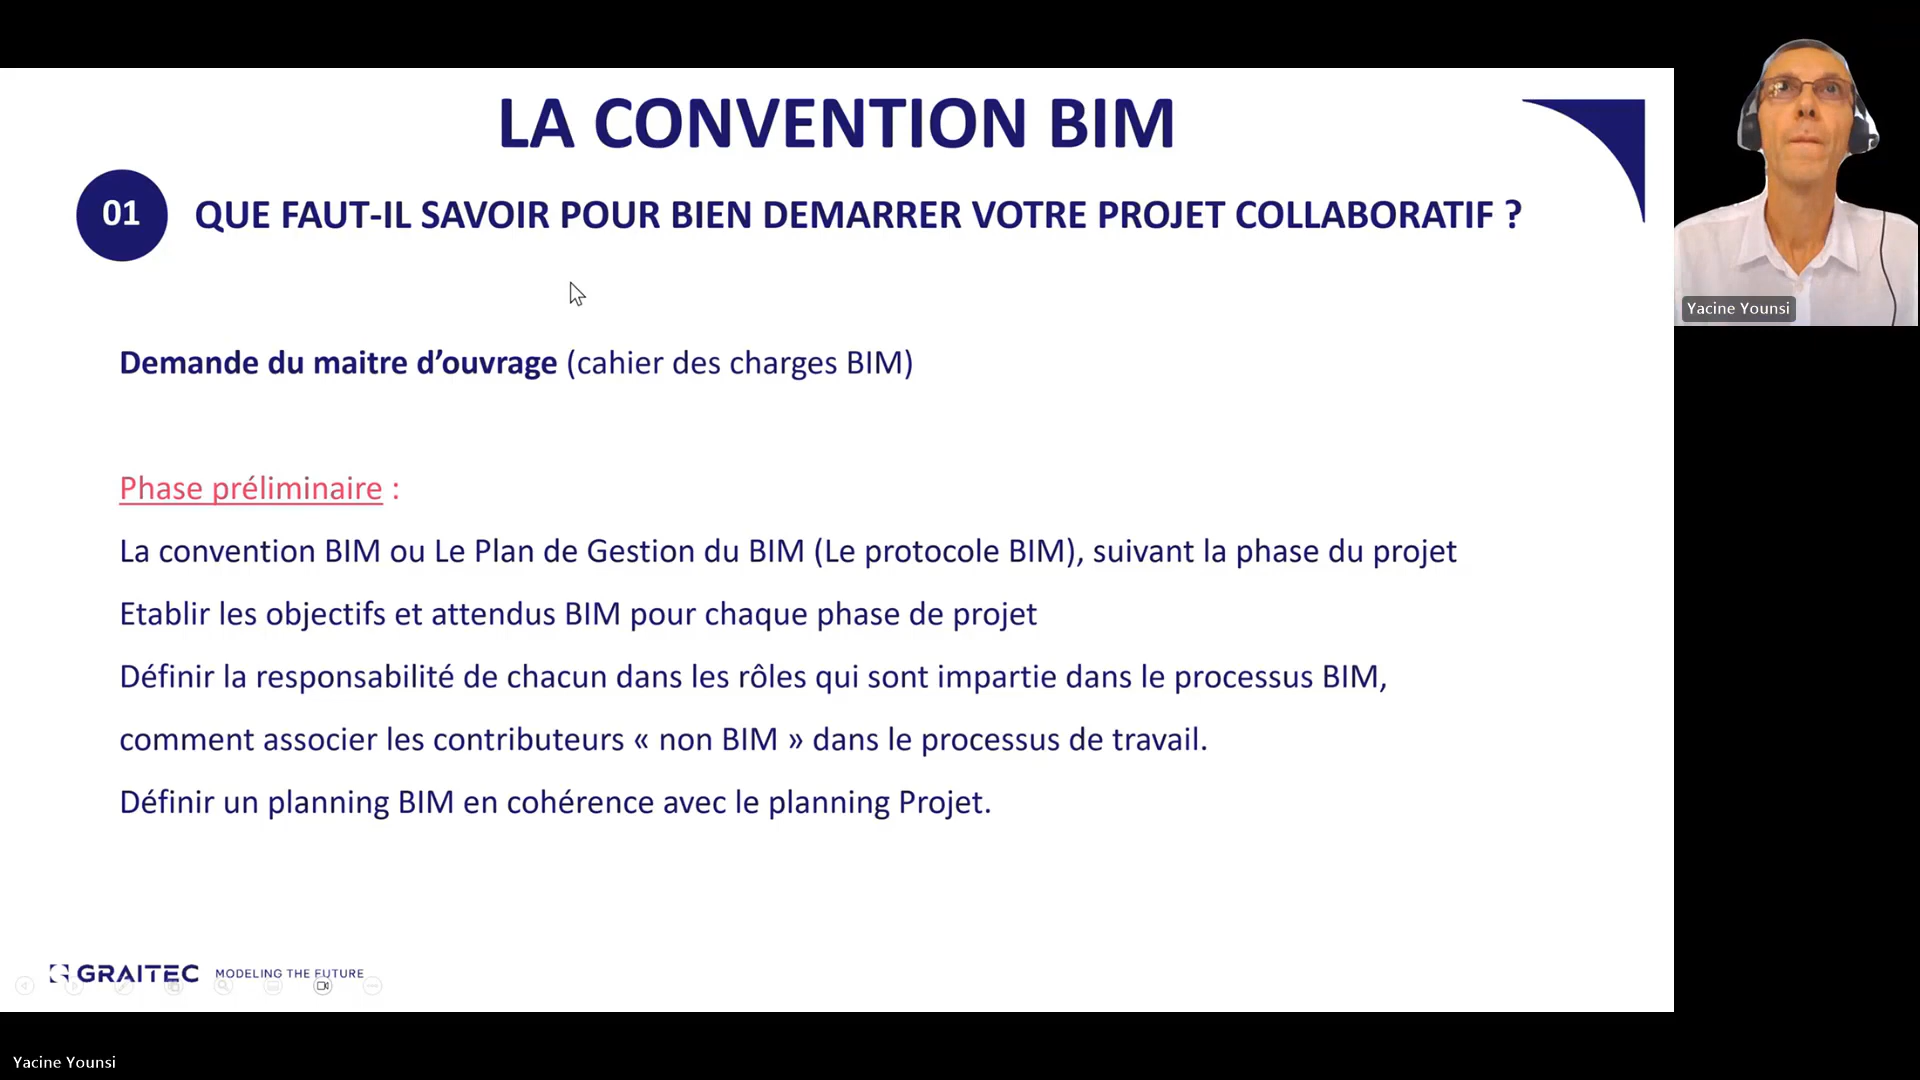 LA CONVENTION BIM
01
QUE FAUT-IL SAVOIR POUR BIEN DEMARRER VOTRE PROJET COLLABORATIF ?
Demande du maitre d’ouvrage (cahier des charges BIM)
Phase préliminaire :
La convention BIM ou Le Plan de Gestion du BIM (Le protocole BIM), suivant la phase du projet
Etablir les objectifs et attendus BIM pour chaque phase de projet
Définir la responsabilité de chacun dans les rôles qui sont impartie dans le processus BIM,
comment associer les contributeurs « non BIM » dans le processus de travail.
Définir un planning BIM en cohérence avec le planning Projet.
GRAITEC MODELING THE FUTURE
Yacine Younsi
Yacine Younsi